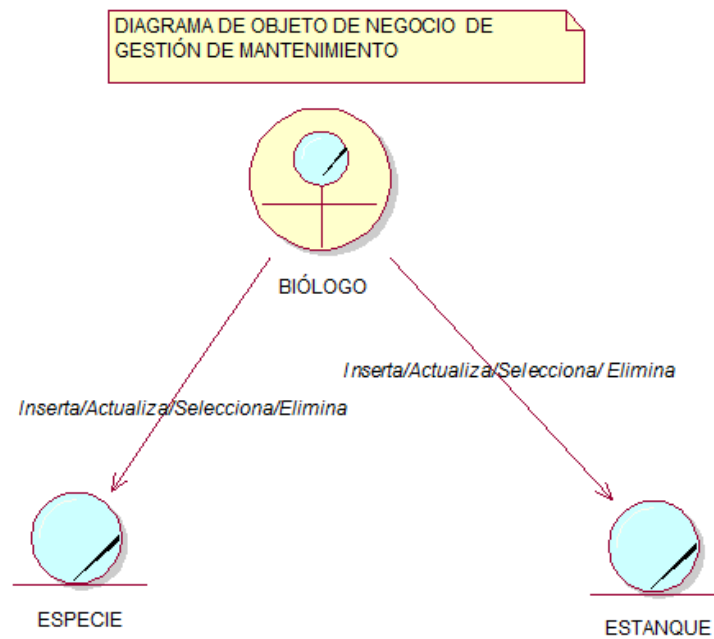 DIAGRAMA DE OBJETO DE NEGOCIO DE
GESTIÓN DE MANTENIMIENTO
BIÓLOGO
Inserta/Actualiza/Selecciona/ Elimina
Inserta/Actualiza/Selecciona/Elimina
ESPECIE
ESTANQUE